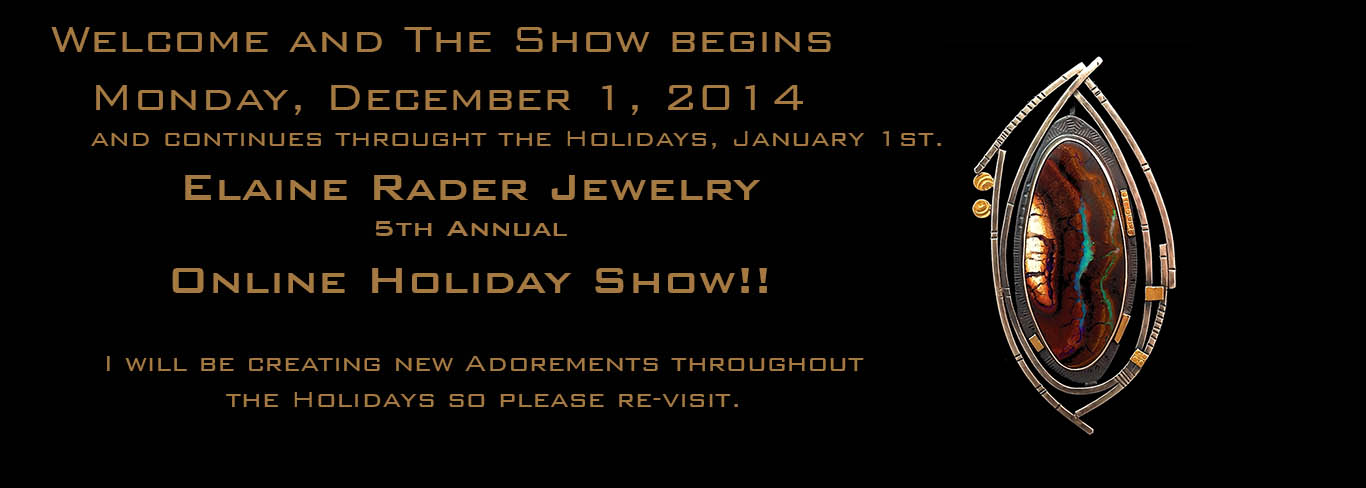 Welcome and The Show begins
Monday, December 1, 2014
and continues throught the Holidays, January 1st.
Elaine Rader Jewelry
5th Annual
Online Holiday Show!!
I will be creating new Adorements throughout
the Holidays so please re-visit.